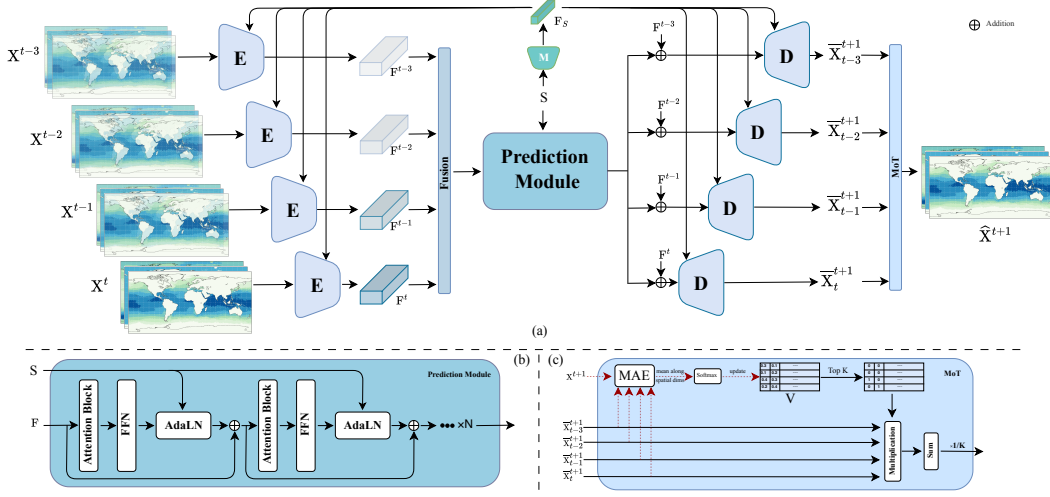 F_S
M
S
⊕ Addition
X^{t-3}
E
F^{t-3}
F^{t-3}
D
X̄^{t+1}_{t-3}
X^{t-2}
E
F^{t-2}
F^{t-2}
D
X̄^{t+1}_{t-2}
X^{t-1}
E
F^{t-1}
F^{t-1}
D
X̄^{t+1}_{t-1}
X^t
E
F^t
F^t
D
X̄^{t+1}_t
Fusion
Prediction
Module
MoT
X̂^{t+1}
(a)
(b)
Prediction Module
S
F
Attention Block
FFN
AdaLN
Attention Block
FFN
AdaLN
••• ×N
(c)
MoT
X^{t+1}
MAE
mean along
spatial dims
Softmax
update
V
Top K
X̄^{t+1}_{t-3}
X̄^{t+1}_{t-2}
X̄^{t+1}_{t-1}
X̄^{t+1}_t
Multiplication
Sum
-1/K